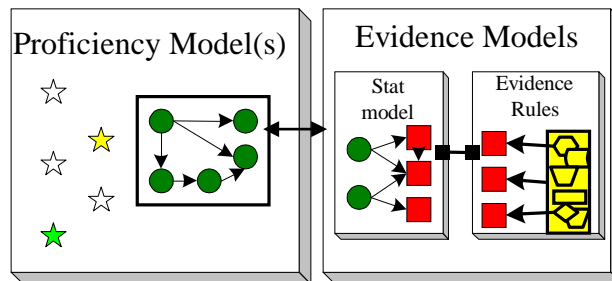 Proficiency Model(s)
Evidence Models
Stat
model
Evidence
Rules